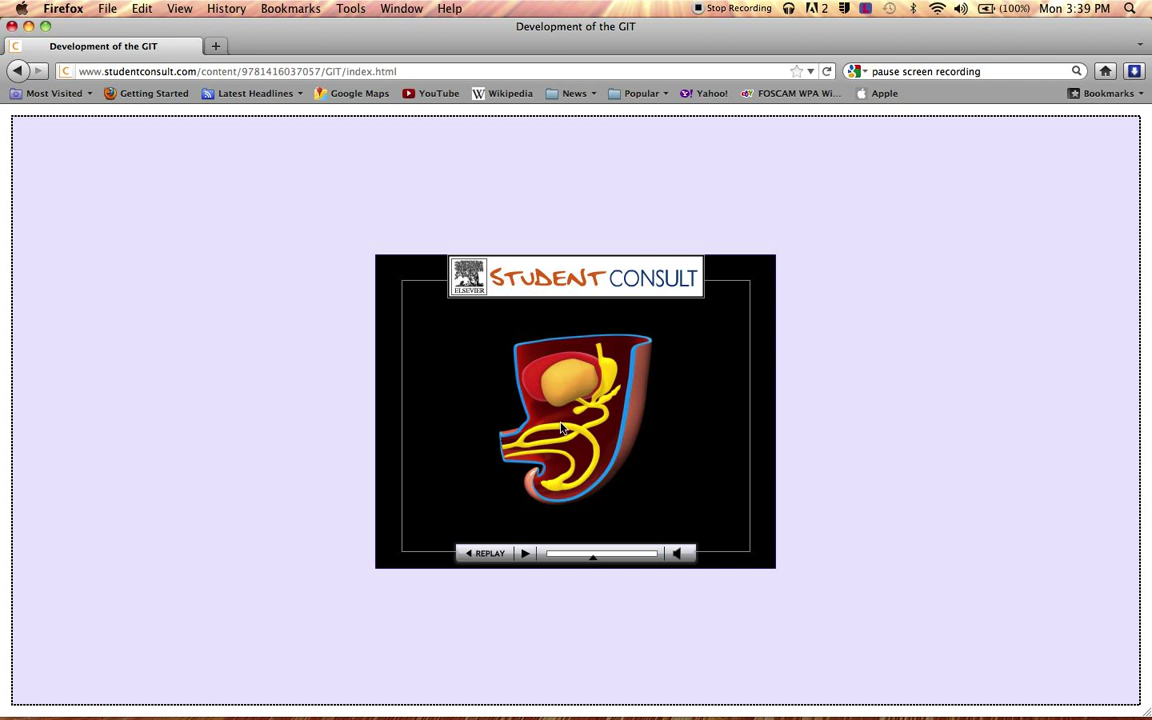 Firefox File Edit View History Bookmarks Tools Window Help Stop Recording 2 (100%) Mon 3:39 PM
Development of the GIT
Development of the GIT
www.studentconsult.com/content/9781416037057/GIT/index.html pause screen recording
Most Visited Getting Started Latest Headlines Google Maps YouTube Wikipedia News Popular Yahoo! FOSCAM WPA Wi... Apple Bookmarks
ELSEVIER STUDENT CONSULT
REPLAY